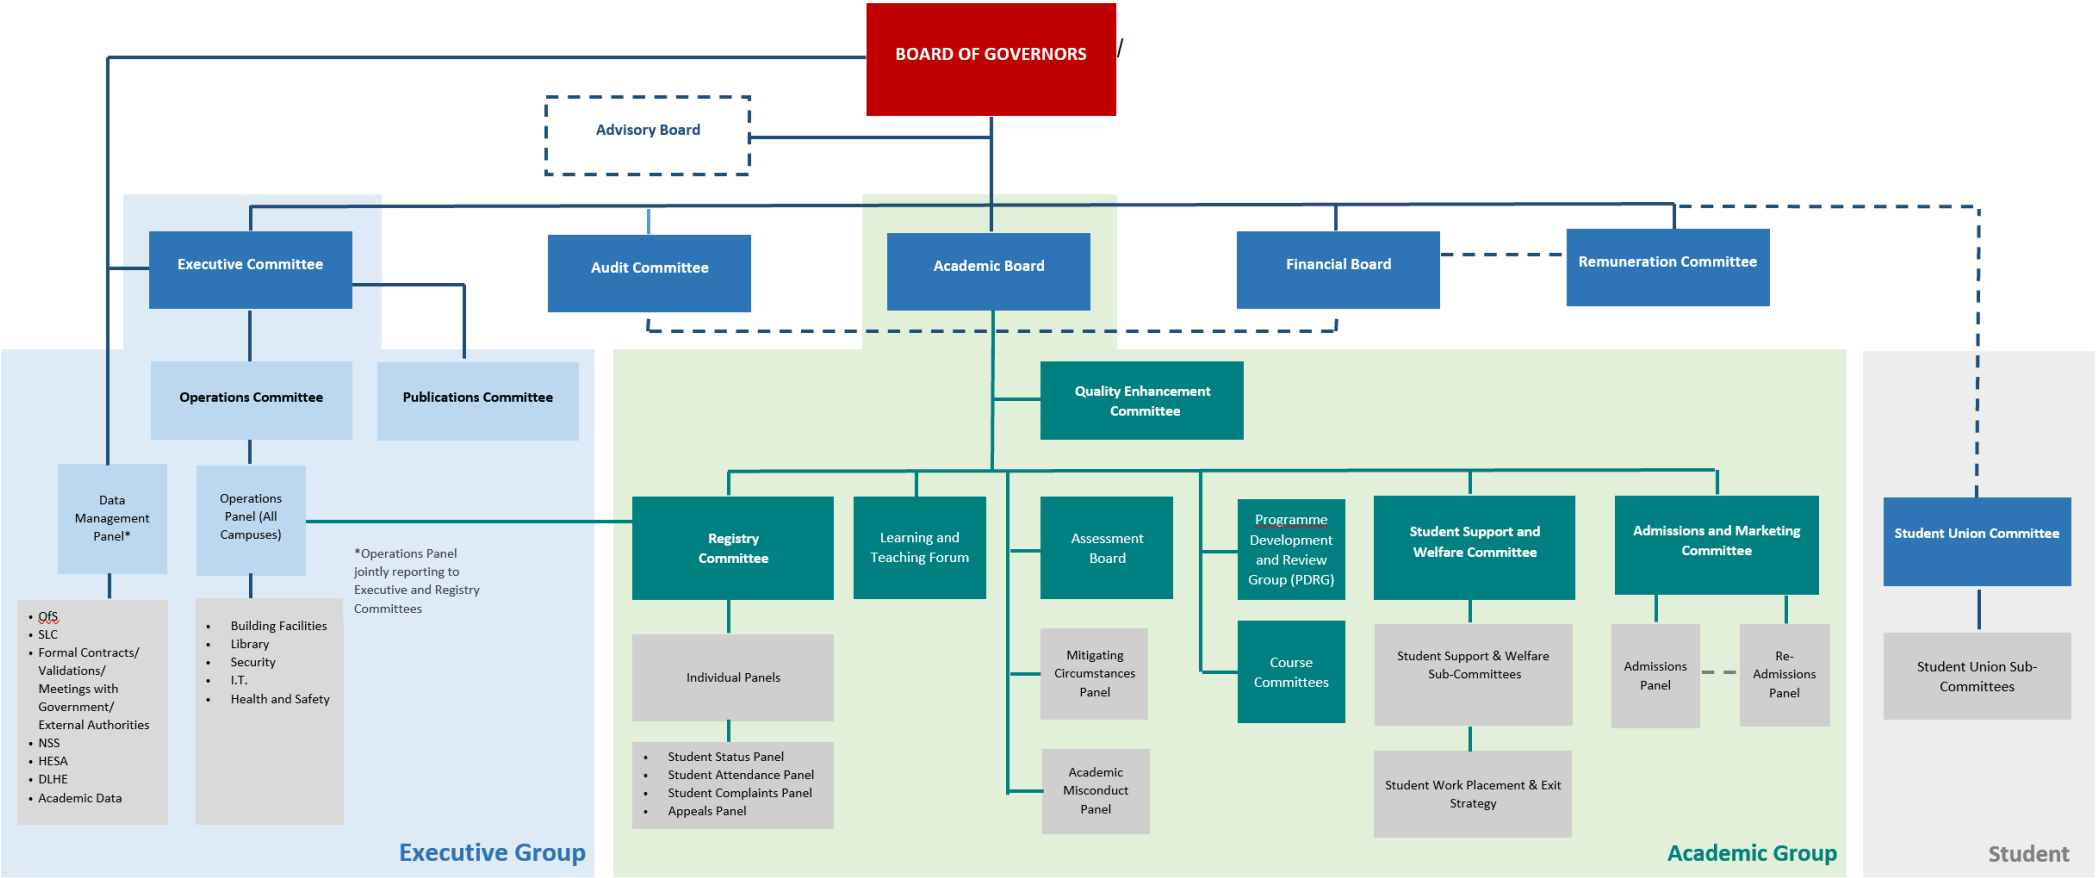 BOARD OF GOVERNORS /
Advisory Board
Executive Committee
Audit Committee
Academic Board
Financial Board
Remuneration Committee
Operations Committee
Publications Committee
Quality Enhancement
Committee
Data
Management
Panel*
Operations
Panel (All
Campuses)
*Operations Panel
jointly reporting to
Executive and Registry
Committees
Registry
Committee
Learning and
Teaching Forum
Assessment
Board
Programme
Development
and Review
Group (PDRG)
Student Support and
Welfare Committee
Admissions and Marketing
Committee
Student Union Committee
• OfS
• SLC
• Formal Contracts/
Validations/
Meetings with
Government/
External Authorities
• NSS
• HESA
• DLHE
• Academic Data
• Building Facilities
• Library
• Security
• I.T.
• Health and Safety
Individual Panels
• Student Status Panel
• Student Attendance Panel
• Student Complaints Panel
• Appeals Panel
Mitigating
Circumstances
Panel
Academic
Misconduct
Panel
Course
Committees
Student Support & Welfare
Sub-Committees
Student Work Placement & Exit
Strategy
Admissions
Panel
Re-
Admissions
Panel
Student Union Sub-
Committees
Executive Group
Academic Group
Student